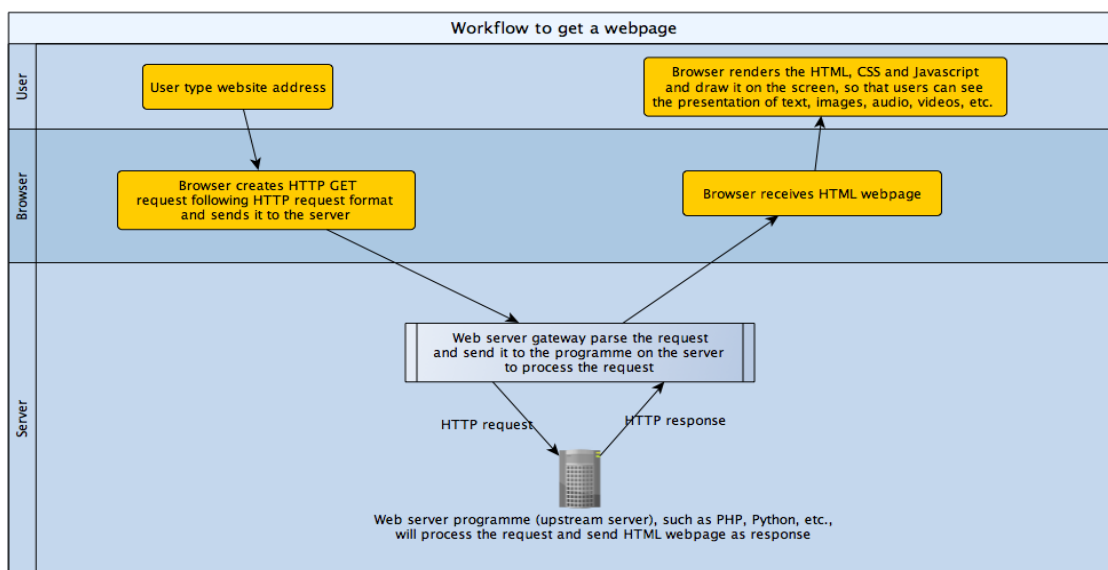 Workflow to get a webpage
User
User type website address
Browser renders the HTML, CSS and Javascript
and draw it on the screen, so that users can see
the presentation of text, images, audio, videos, etc.
Browser
Browser creates HTTP GET
request following HTTP request format
and sends it to the server
Browser receives HTML webpage
Server
Web server gateway parse the request
and send it to the programme on the server
to process the request
HTTP request
HTTP response
Web server programme (upstream server), such as PHP, Python, etc.,
will process the request and send HTML webpage as response